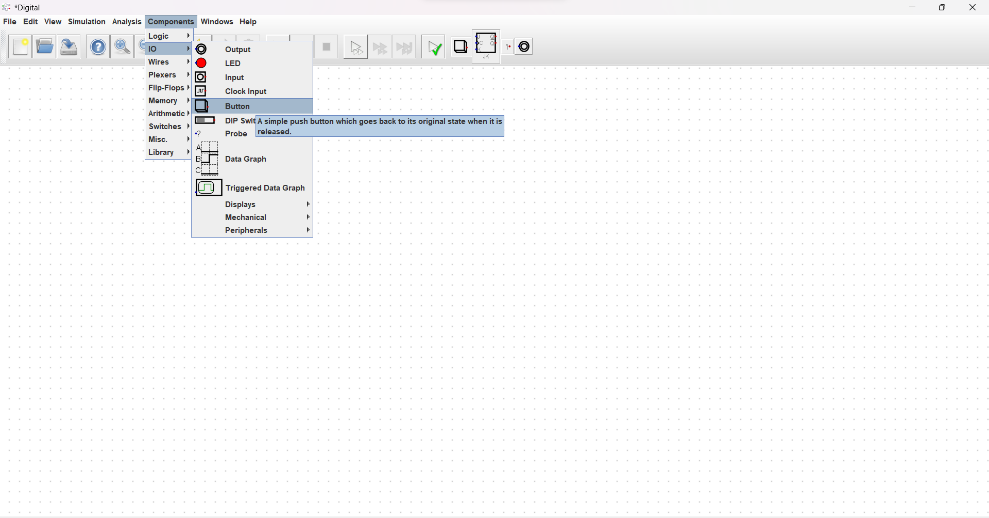 *Digital
File Edit View Simulation Analysis Components Windows Help
Logic
IO
Wires
Plexers
Flip-Flops
Memory
Arithmetic
Switches
Misc.
Library
Output
LED
Input
Clock Input
Button
DIP Swit
A simple push button which goes back to its original state when it is
released.
Probe
A
B
C
Data Graph
Triggered Data Graph
Displays
Mechanical
Peripherals